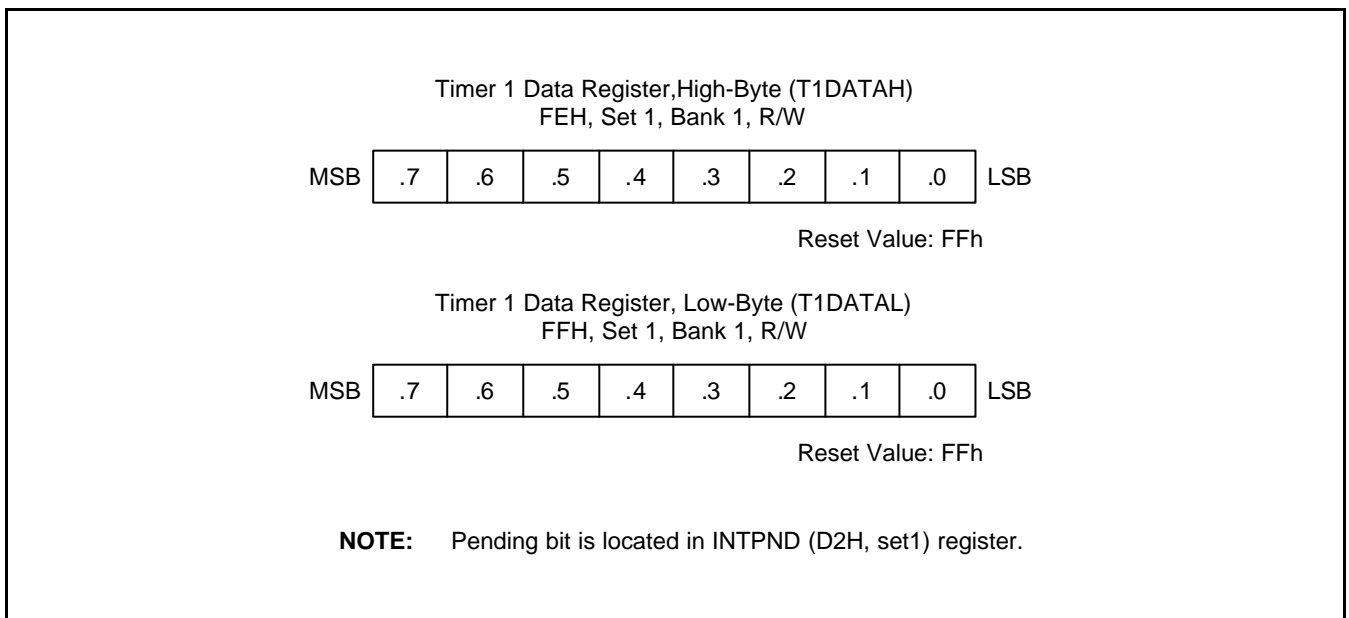 Timer 1 Data Register,High-Byte (T1DATAH)
FEH, Set 1, Bank 1, R/W
MSB .7 .6 .5 .4 .3 .2 .1 .0 LSB
Reset Value: FFh
Timer 1 Data Register, Low-Byte (T1DATAL)
FFH, Set 1, Bank 1, R/W
MSB .7 .6 .5 .4 .3 .2 .1 .0 LSB
Reset Value: FFh
NOTE: Pending bit is located in INTPND (D2H, set1) register.